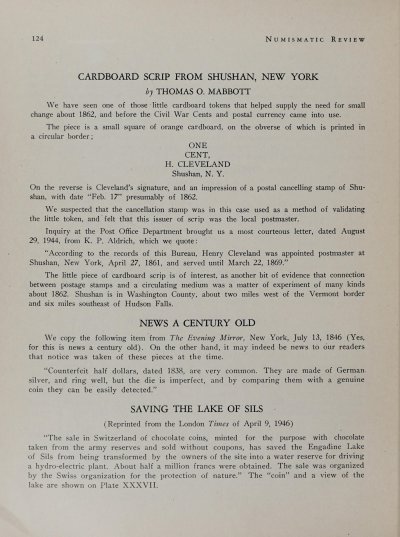 124 NUMISMATIC REVIEW
CARDBOARD SCRIP FROM SHUSHAN, NEW YORK
by THOMAS O. MABBOTT
We have seen one of those little cardboard tokens that helped supply the need for small
change about 1862, and before the Civil War Cents and postal currency came into use.
The piece is a small square of orange cardboard, on the obverse of which is printed in
a circular border;
ONE
CENT,
H. CLEVELAND
Shushan, N. Y.
On the reverse is Cleveland's signature, and an impression of a postal cancelling stamp of Shu-
shan, with date "Feb. 17" presumably of 1862.
We suspected that the cancellation stamp was in this case used as a method of validating
the little token, and felt that this issuer of scrip was the local postmaster.
Inquiry at the Post Office Department brought us a most courteous letter, dated August
29, 1944, from K. P. Aldrich, which we quote:
"According to the records of this Bureau, Henry Cleveland was appointed postmaster at
Shushan, New York, April 27, 1861, and served until March 22, 1869."
The little piece of cardboard scrip is of interest, as another bit of evidence that connection
between postage stamps and a circulating medium was a matter of experiment of many kinds
about 1862. Shushan is in Washington County, about two miles west of the Vermont border
and six miles southeast of Hudson Falls.
NEWS A CENTURY OLD
We copy the following item from The Evening Mirror, New York, July 13, 1846 (Yes,
for this is news a century old). On the other hand, it may indeed be news to our readers
that notice was taken of these pieces at the time.
"Counterfeit half dollars, dated 1838, are very common. They are made of German
silver, and ring well, but the die is imperfect, and by comparing them with a genuine
coin they can be easily detected."
SAVING THE LAKE OF SILS
(Reprinted from the London Times of April 9, 1946)
"The sale in Switzerland of chocolate coins, minted for the purpose with chocolate
taken from the army reserves and sold without coupons, has saved the Engadine Lake
of Sils from being transformed by the owners of the site into a water reserve for driving
a hydro-electric plant. About half a million francs were obtained. The sale was organized
by the Swiss organization for the protection of nature." The "coin" and a view of the
lake are shown on Plate XXXVII.